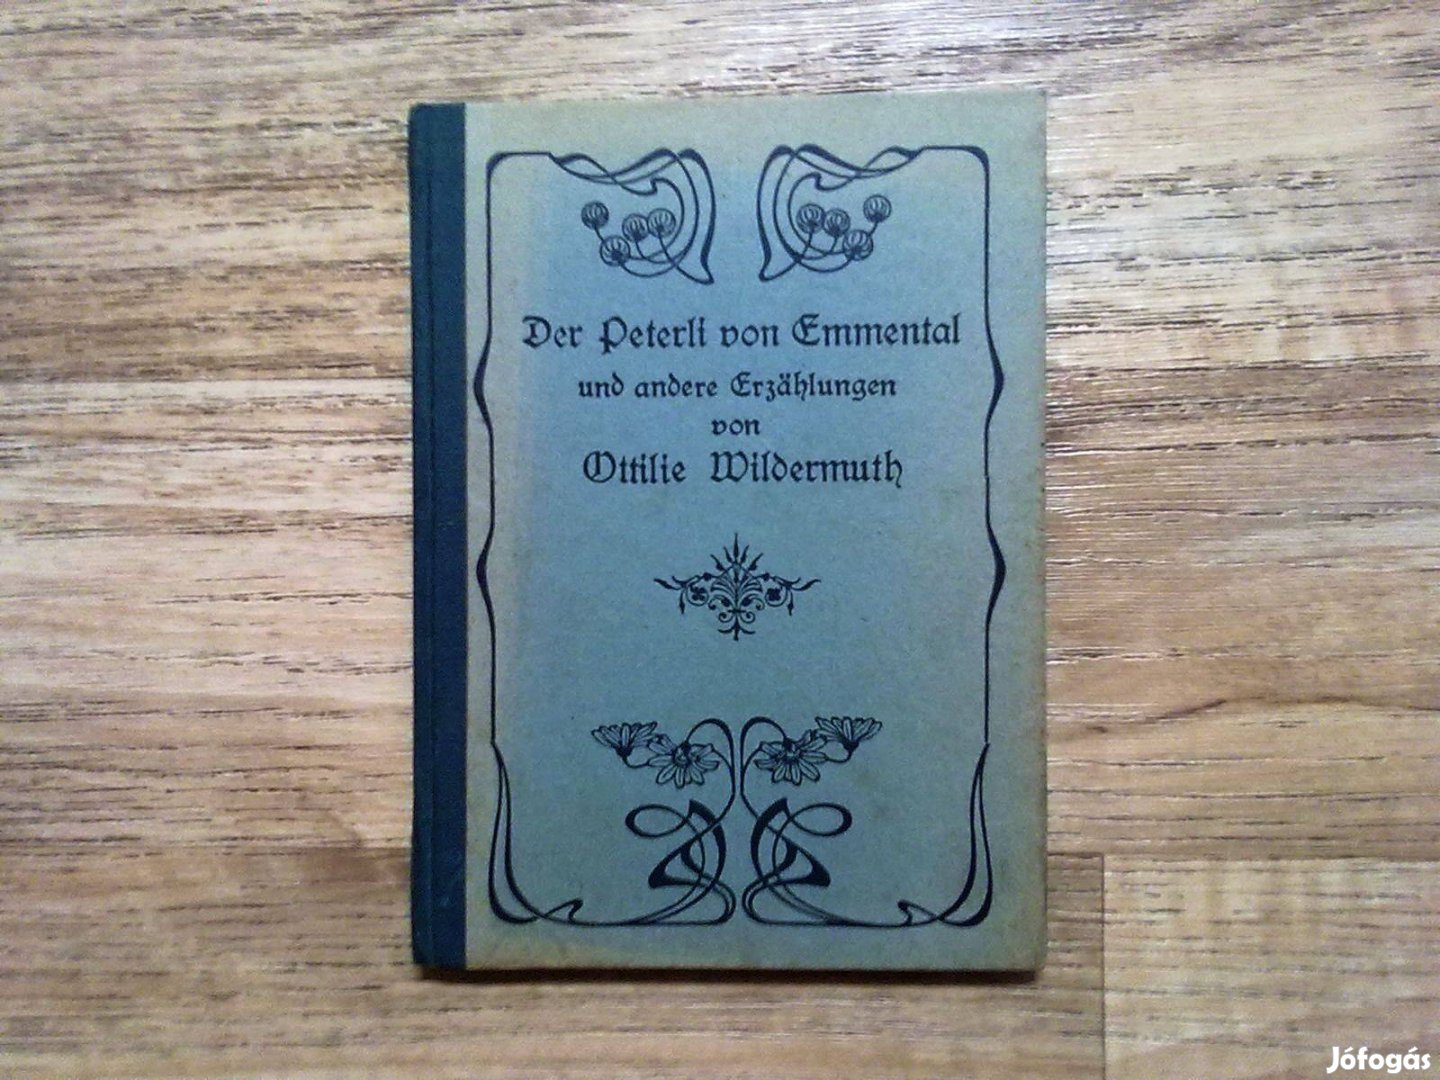 Der Peterli von Emmental
und andere Erzählungen
von
Ottilie Wildermuth
Jófogás